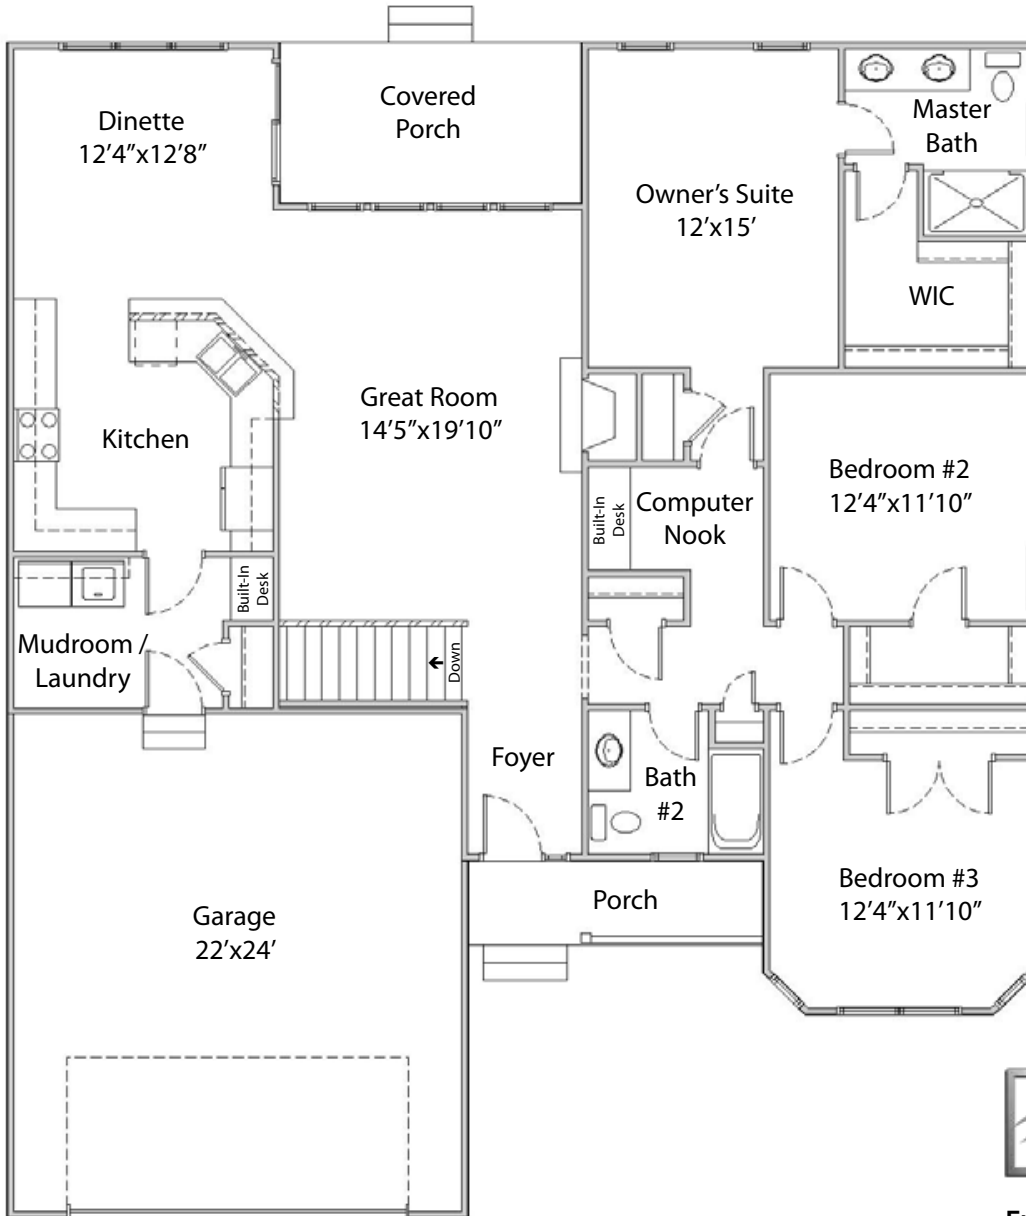 Dinette
12′4″x12′8″
Covered
Porch
Master
Bath
Owner's Suite
12′x15′
WIC
Great Room
14′5″x19′10″
Kitchen
Bedroom #2
12′4″x11′10″
Built-In
Desk
Computer
Nook
Built-In
Desk
Mudroom /
Laundry
Down
Foyer
Bath
#2
Bedroom #3
12′4″x11′10″
Porch
Garage
22′x24′